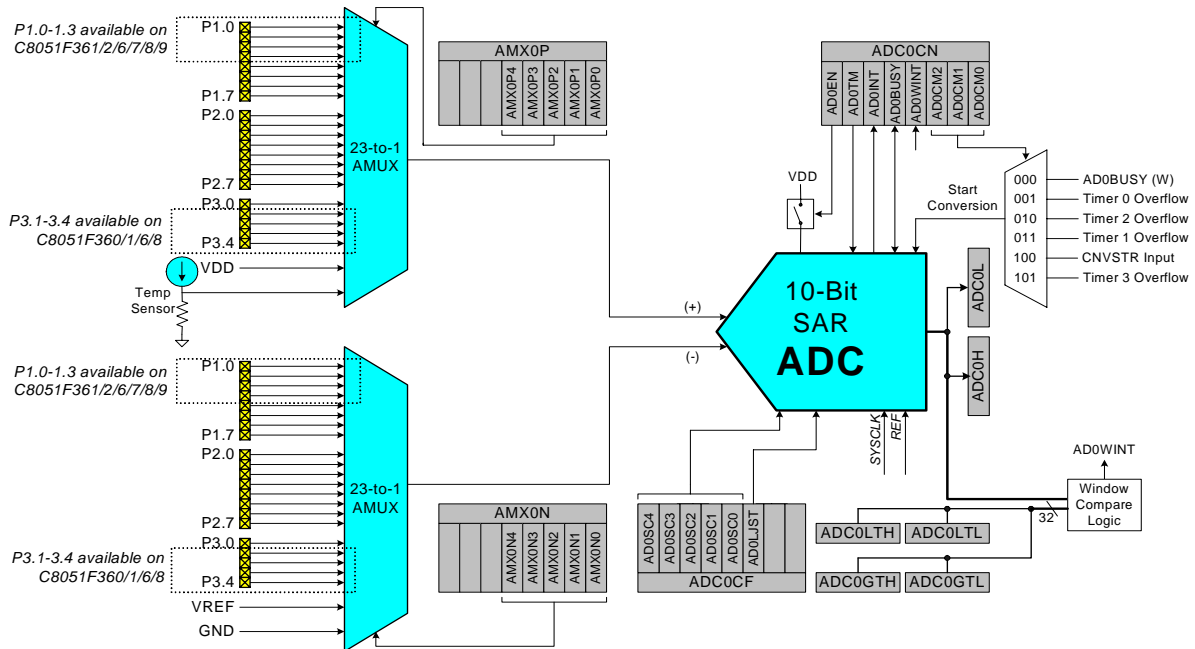 P1.0-1.3 available on
C8051F361/2/6/7/8/9
P1.0
P1.7
P2.0
P2.7
P3.1-3.4 available on
C8051F360/1/6/8
P3.0
P3.4
VDD
Temp
Sensor
23-to-1
AMUX
AMX0P
AMX0P4
AMX0P3
AMX0P2
AMX0P1
AMX0P0
ADC0CN
AD0EN
AD0TM
AD0INT
AD0BUSY
AD0WINT
AD0CM2
AD0CM1
AD0CM0
VDD
Start
Conversion
000 AD0BUSY (W)
001 Timer 0 Overflow
010 Timer 2 Overflow
011 Timer 1 Overflow
100 CNVSTR Input
101 Timer 3 Overflow
(+)
(-)
10-Bit
SAR
ADC
ADC0L
ADC0H
SYSCLK
REF
P1.0-1.3 available on
C8051F361/2/6/7/8/9
P1.0
P1.7
P2.0
P2.7
P3.1-3.4 available on
C8051F360/1/6/8
P3.0
P3.4
VREF
GND
23-to-1
AMUX
AMX0N
AMX0N4
AMX0N3
AMX0N2
AMX0N1
AMX0N0
AD0SC4
AD0SC3
AD0SC2
AD0SC1
AD0SC0
AD0LJST
ADC0CF
AD0WINT
Window
Compare
Logic
32
ADC0LTH
ADC0LTL
ADC0GTH
ADC0GTL